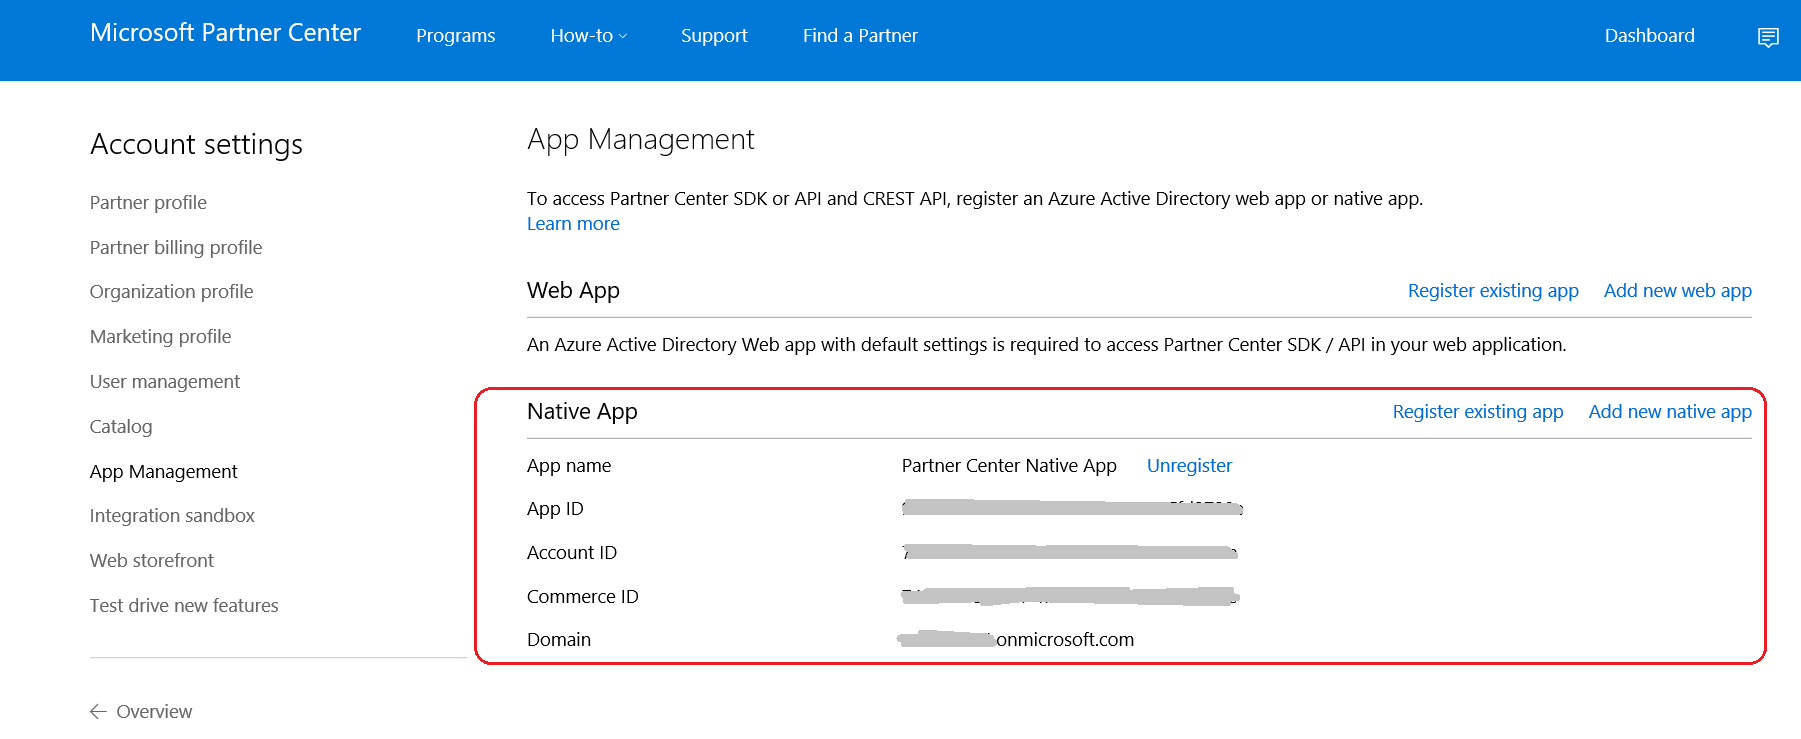 Microsoft Partner Center Programs How-to Support Find a Partner Dashboard
Account settings
Partner profile
Partner billing profile
Organization profile
Marketing profile
User management
Catalog
App Management
Integration sandbox
Web storefront
Test drive new features
Overview
App Management
To access Partner Center SDK or API and CREST API, register an Azure Active Directory web app or native app.
Learn more
Web App Register existing app Add new web app
An Azure Active Directory Web app with default settings is required to access Partner Center SDK / API in your web application.
Native App Register existing app Add new native app
App name Partner Center Native App Unregister
App ID
Account ID
Commerce ID
Domain onmicrosoft.com